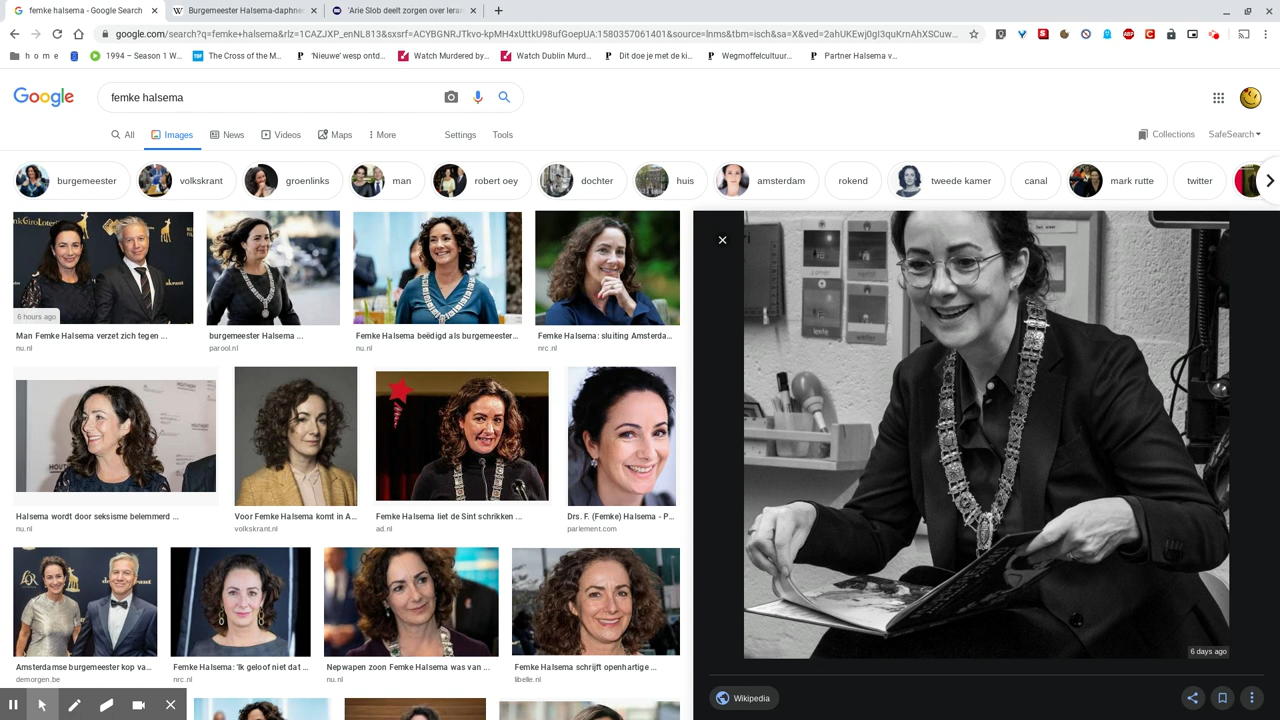 femke halsema - Google Search
Burgemeester Halsema-daphne
'Arie Slob deelt zorgen over lerar
google.com/search?q=femke+halsema&rlz=1CAZJXP_enNL813&sxsrf=ACYBGNRJTkvo-kpMH4xUttkU98ufGoepUA:1580357061401&source=lnms&tbm=isch&sa=X&ved=2ahUKEwj0gI3quKrnAhXSCuw...
h o m e
1994 – Season 1 W...
The Cross of the M...
'Nieuwe' wesp ontd...
Watch Murdered by...
Watch Dublin Murd...
Dit doe je met de ki...
Wegmoffelcultuur...
Partner Halsema v...
Google
femke halsema
All
Images
News
Videos
Maps
More
Settings
Tools
Collections
SafeSearch
burgemeester
volkskrant
groenlinks
man
robert oey
dochter
huis
amsterdam
rokend
tweede kamer
canal
mark rutte
twitter
6 hours ago
Man Femke Halsema verzet zich tegen ...
nu.nl
burgemeester Halsema ...
parool.nl
Femke Halsema beëdigd als burgemeester...
nu.nl
Femke Halsema: sluiting Amsterda...
nrc.nl
Halsema wordt door seksisme belemmerd ...
nu.nl
Voor Femke Halsema komt in A...
volkskrant.nl
Femke Halsema liet de Sint schrikken ...
ad.nl
Drs. F. (Femke) Halsema - P...
parlement.com
Amsterdamse burgemeester kop va...
demorgen.be
Femke Halsema: 'Ik geloof niet dat ...
nrc.nl
Nepwapen zoon Femke Halsema was van ...
nu.nl
Femke Halsema schrijft openhartige ...
libelle.nl
zomer
herfst
lente
winter
6 days ago
Wikipedia